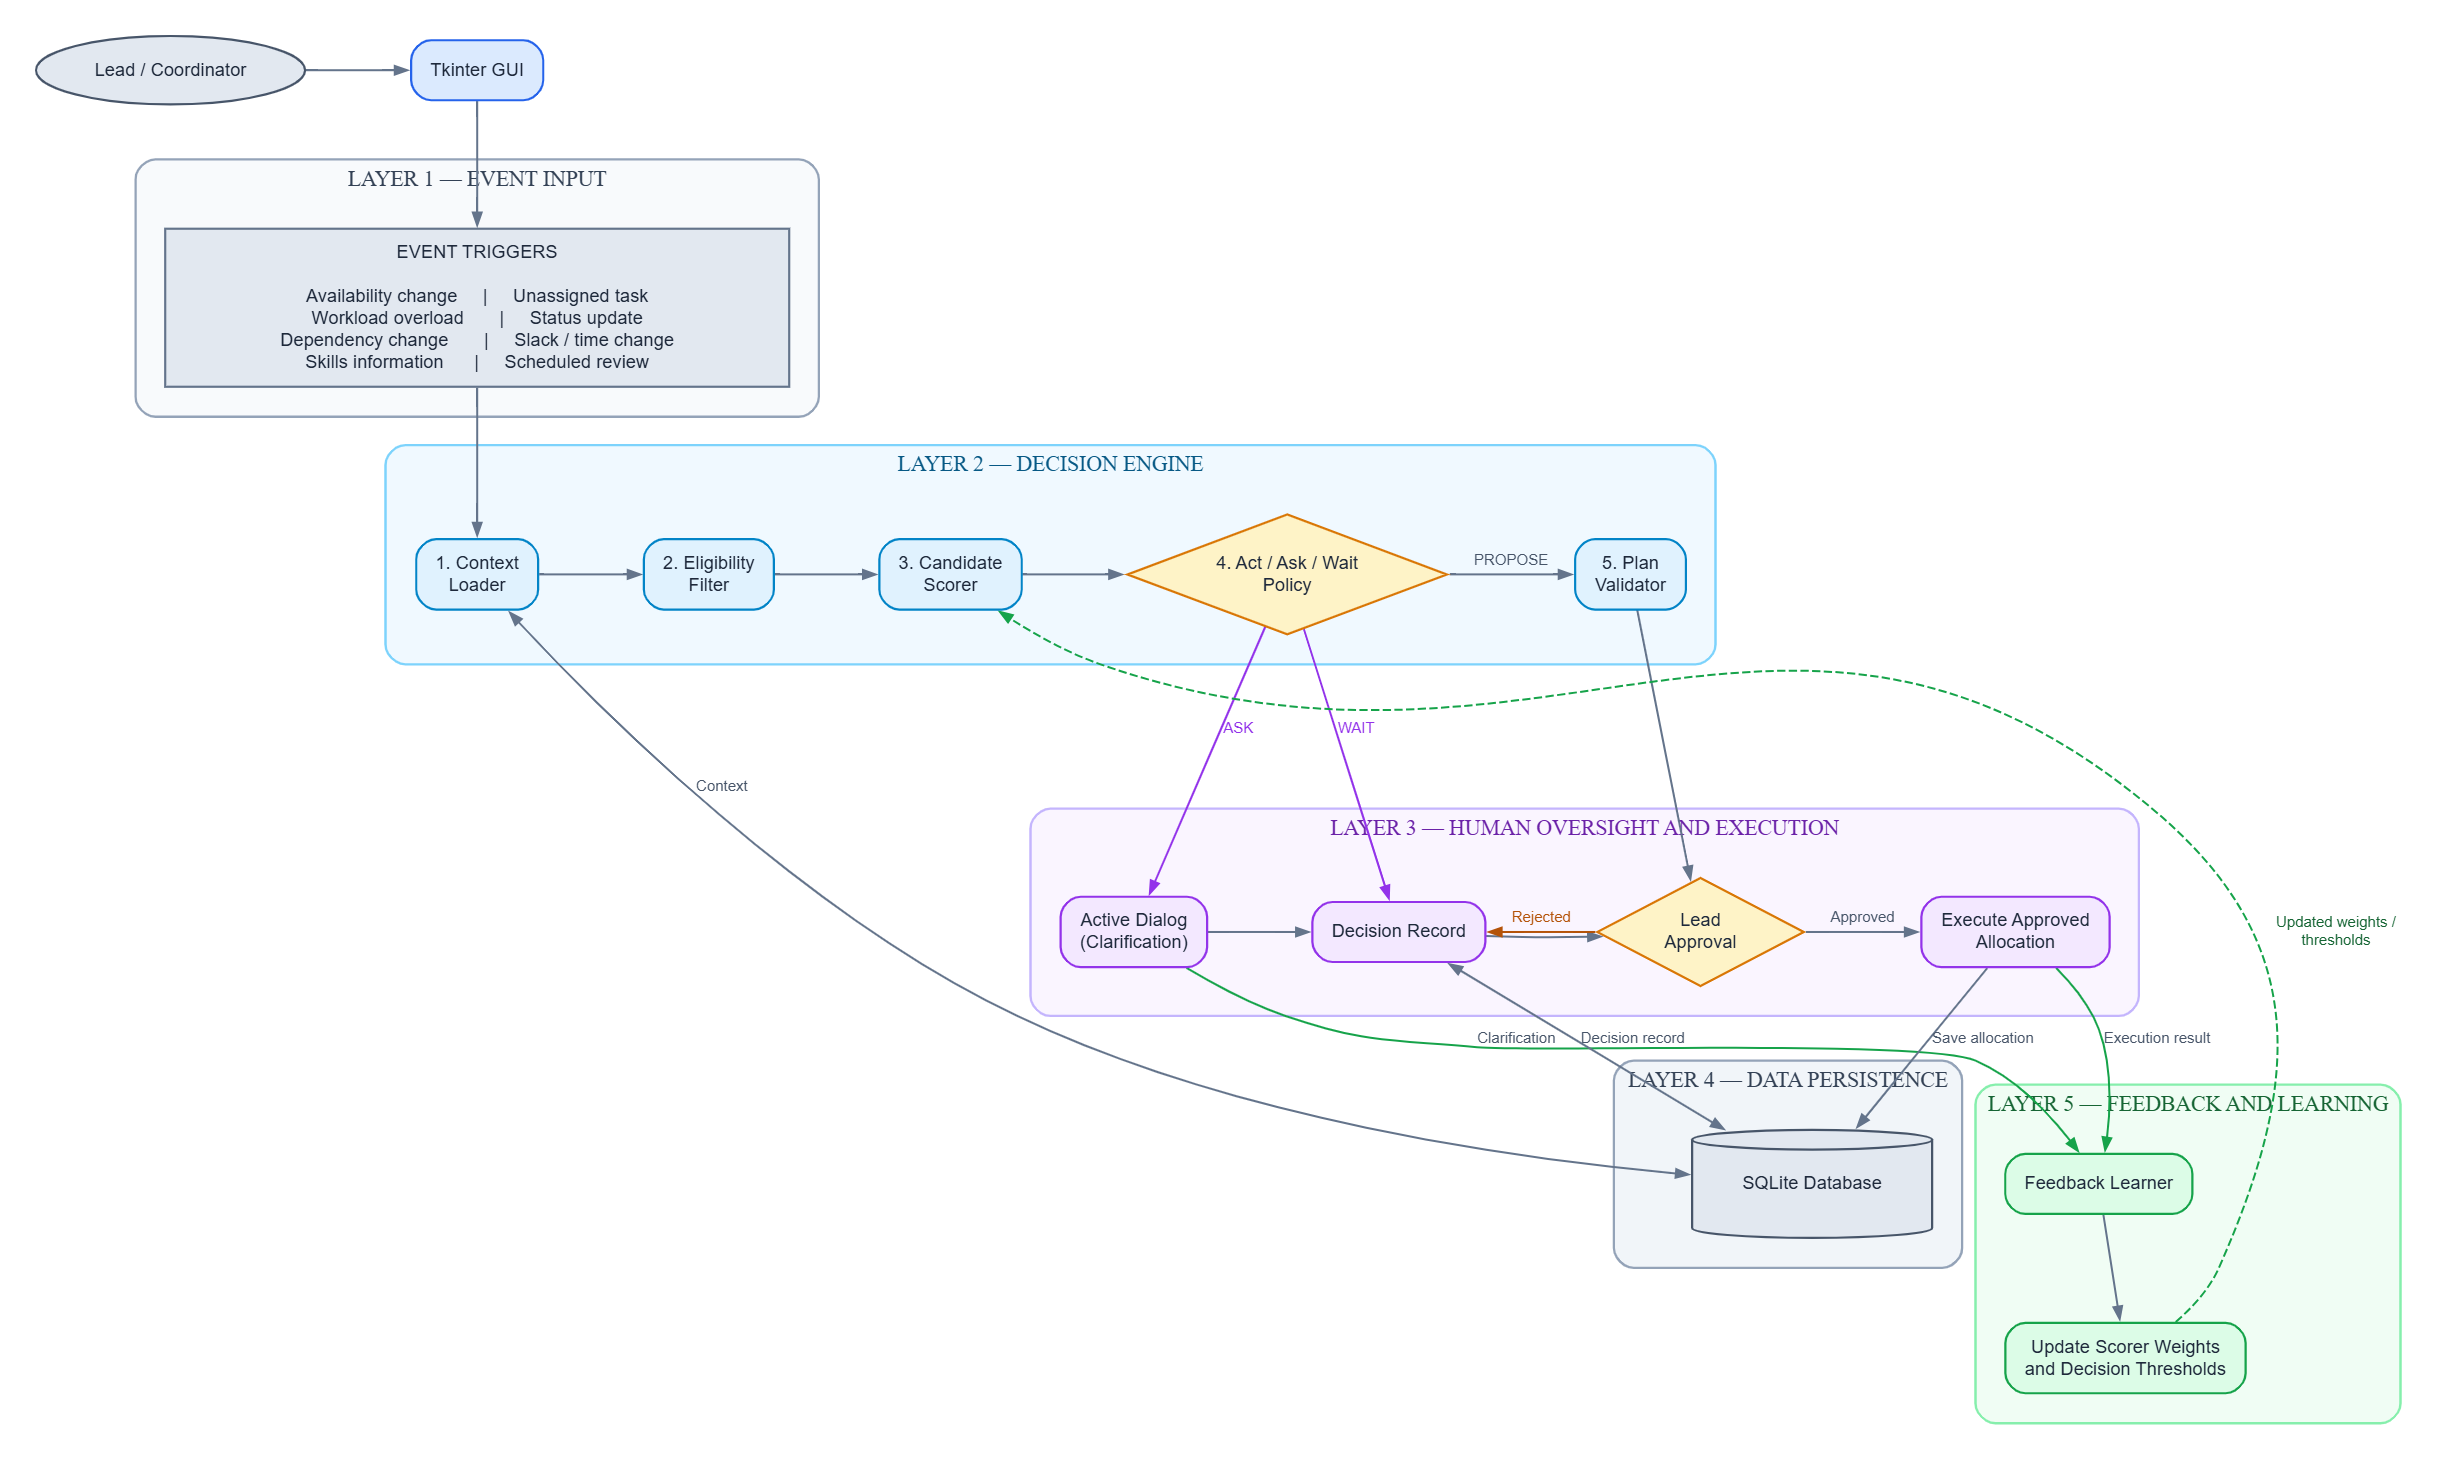 Lead / Coordinator
Tkinter GUI
LAYER 1 — EVENT INPUT
EVENT TRIGGERS
Availability change | Unassigned task
Workload overload | Status update
Dependency change | Slack / time change
Skills information | Scheduled review
LAYER 2 — DECISION ENGINE
1. Context
Loader
2. Eligibility
Filter
3. Candidate
Scorer
4. Act / Ask / Wait
Policy
PROPOSE
5. Plan
Validator
ASK
WAIT
Context
LAYER 3 — HUMAN OVERSIGHT AND EXECUTION
Active Dialog
(Clarification)
Decision Record
Rejected
Lead
Approval
Approved
Execute Approved
Allocation
Updated weights /
thresholds
Clarification
Decision record
Save allocation
Execution result
LAYER 4 — DATA PERSISTENCE
SQLite Database
LAYER 5 — FEEDBACK AND LEARNING
Feedback Learner
Update Scorer Weights
and Decision Thresholds